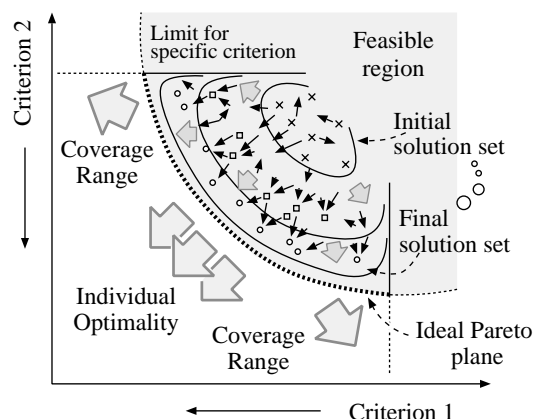 Criterion 2
Limit for
specific criterion
Feasible
region
Coverage
Range
Initial
solution set
Final
solution set
Individual
Optimality
Coverage
Range
Ideal Pareto
plane
Criterion 1